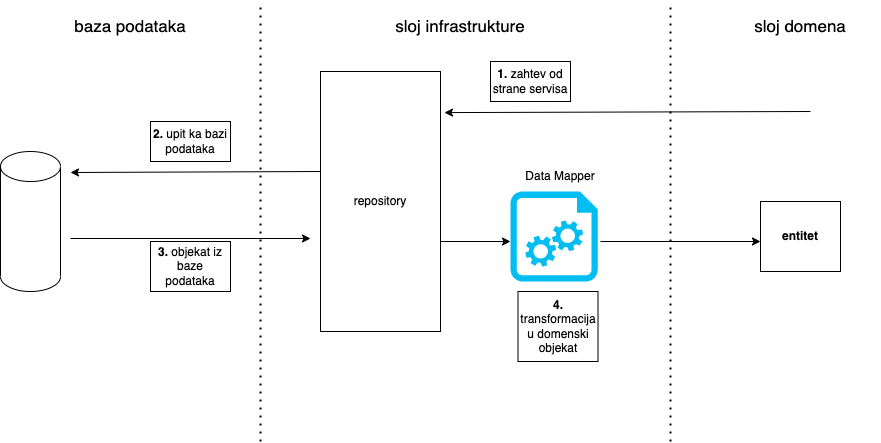 baza podataka
sloj infrastrukture
sloj domena
1. zahtev od
strane servisa
2. upit ka bazi
podataka
repository
Data Mapper
entitet
3. objekat iz
baze
podataka
4.
transformacija
u domenski
objekat